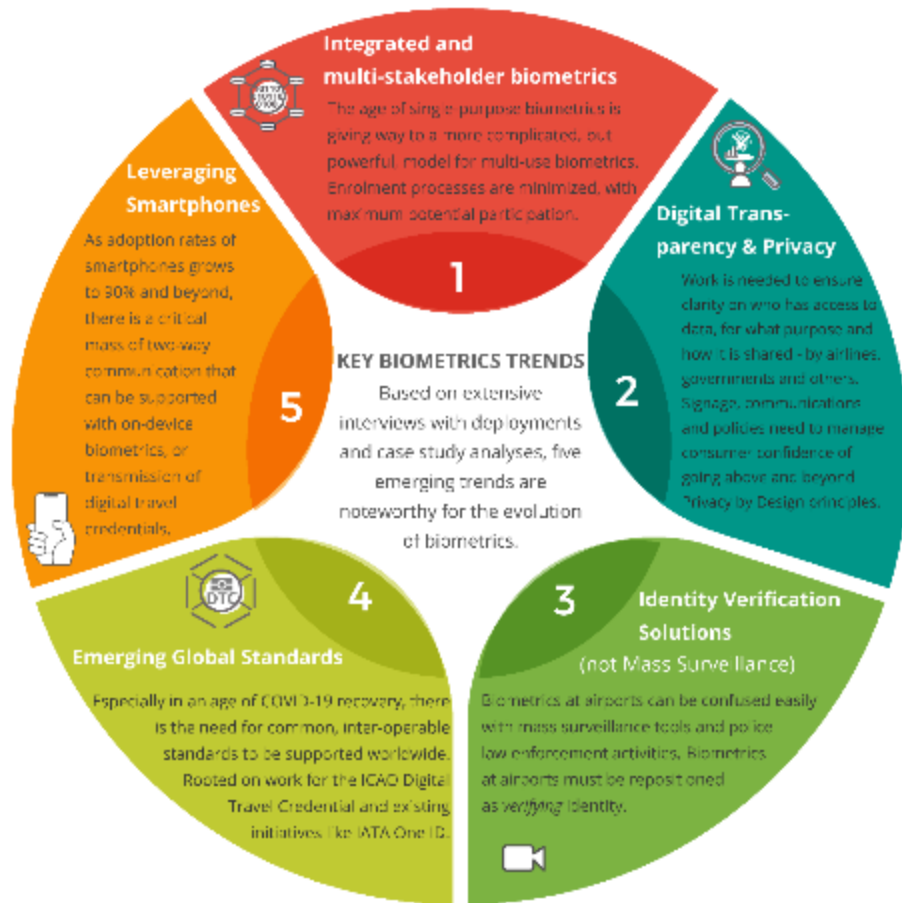 Integrated and
multi-stakeholder biometrics
The age of single-purpose biometrics is
giving way to a more complicated, but
powerful, model for multi-use biometrics.
Enrolment processes are minimized, with
maximum potential participation.
1
Digital Trans-
parency & Privacy
Work is needed to ensure
clarity on who has access to
data, for what purpose and
how it is shared - by airlines,
governments and others.
Signage, communications
and policies need to manage
consumer confidence of
going above and beyond
Privacy by Design principles.
2
3
Identity Verification
Solutions
(not Mass Surveillance)
Biometrics at airports can be confused easily
with mass surveillance tools and police
law enforcement activities. Biometrics
at airports must be repositioned
as verifying identity.
4
DTC
Emerging Global Standards
Especially in an age of COVID-19 recovery, there
is the need for common, inter-operable
standards to be supported worldwide.
Rooted on work for the ICAO Digital
Travel Credential and existing
initiatives like IATA One ID.
Leveraging
Smartphones
As adoption rates of
smartphones grows
to 90% and beyond,
there is a critical
mass of two-way
communication that
can be supported
with on-device
biometrics, or
transmission of
digital travel
credentials.
5
KEY BIOMETRICS TRENDS
Based on extensive
interviews with deployments
and case study analyses, five
emerging trends are
noteworthy for the evolution
of biometrics.